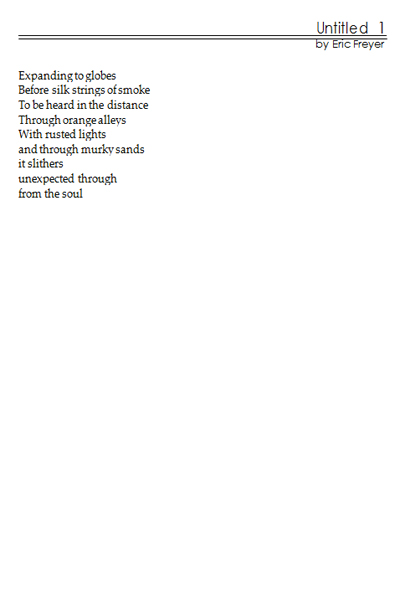 Untitled 1
by Eric Freyer
Expanding to globes
Before silk strings of smoke
To be heard in the distance
Through orange alleys
With rusted lights
and through murky sands
it slithers
unexpected through
from the soul